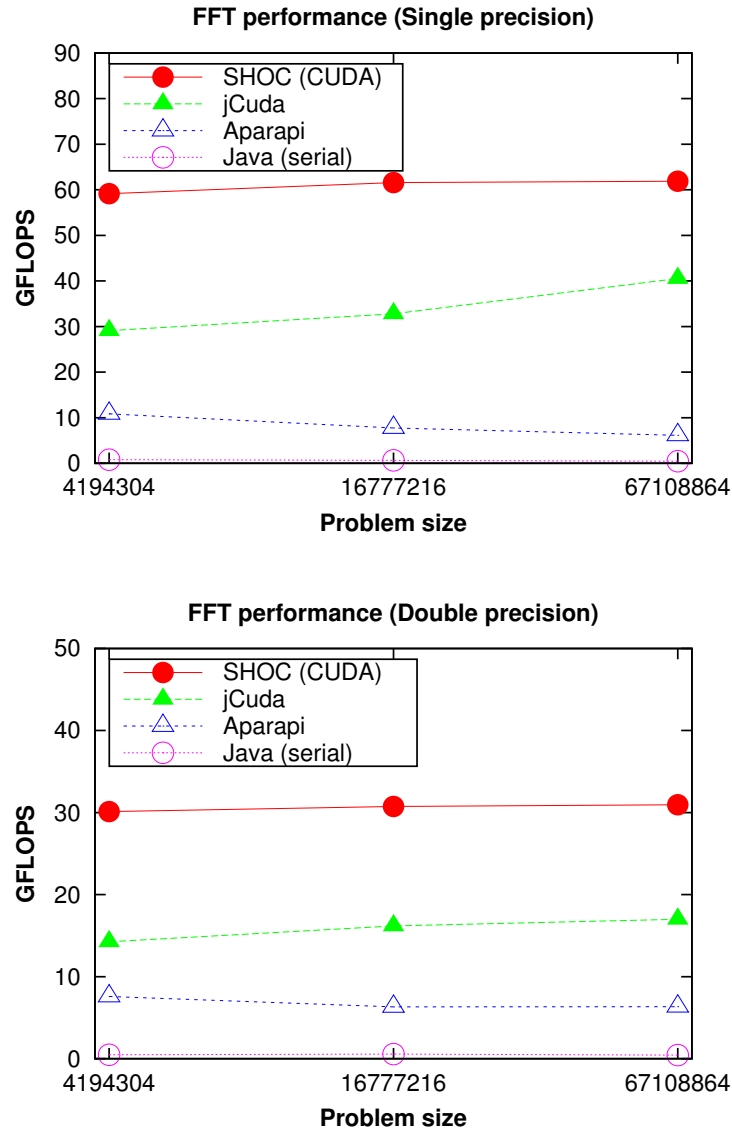 FFT performance (Single precision)
90
80
70
60
50
40
30
20
10
0
GFLOPS
SHOC (CUDA)
jCuda
Aparapi
Java (serial)
4194304 16777216 67108864
Problem size
FFT performance (Double precision)
50
40
30
20
10
0
GFLOPS
SHOC (CUDA)
jCuda
Aparapi
Java (serial)
4194304 16777216 67108864
Problem size